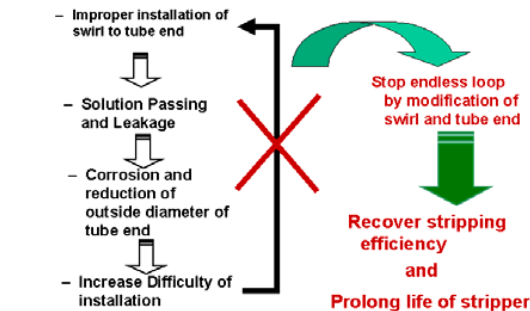 – Improper installation of
swirl to tube end
– Solution Passing
and Leakage
– Corrosion and
reduction of
outside diameter of
tube end
– Increase Difficulty of
installation
Stop endless loop
by modification of
swirl and tube end
Recover stripping
efficiency
and
Prolong life of stripper